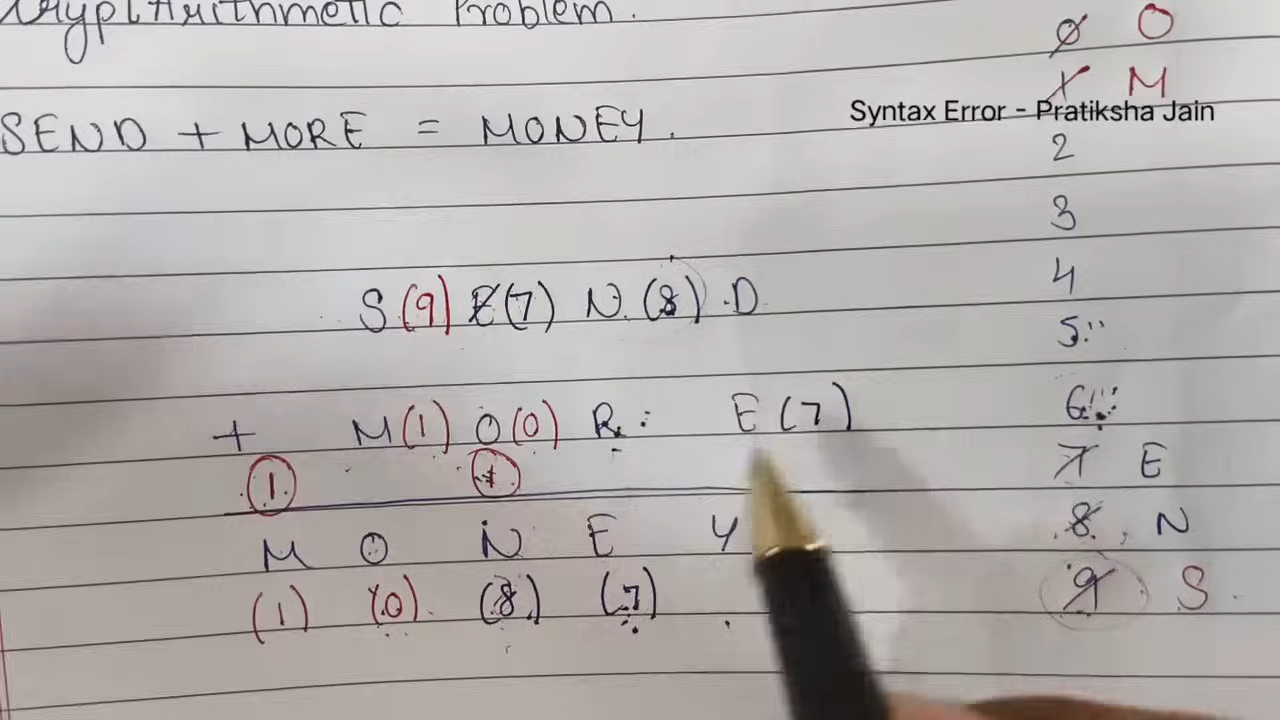 CryptArithmetic Problem.
0 O
1 M
SEND + MORE = MONEY.
Syntax Error - Pratiksha Jain
2
3
4
S (9) E (7) N (8) D
5
+ M (1) O (0) R E (7)
6
1 1
7 E
M O N E Y
8 N
(1) (0) (8) (7)
9 S